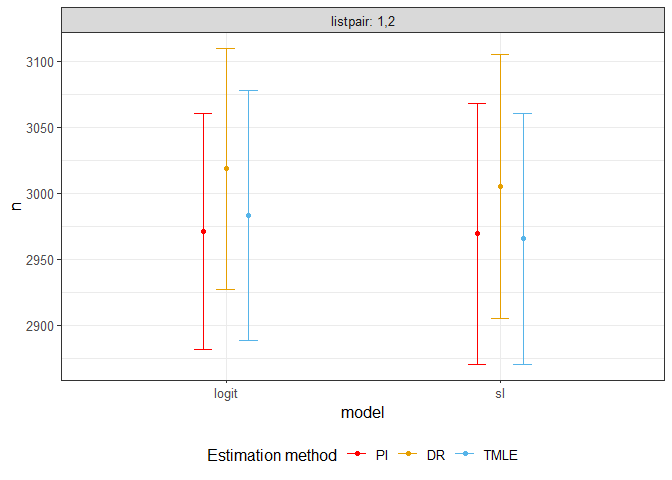 listpair: 1,2
3100
3050
3000
2950
2900
n
logit
sl
model
Estimation method PI DR TMLE